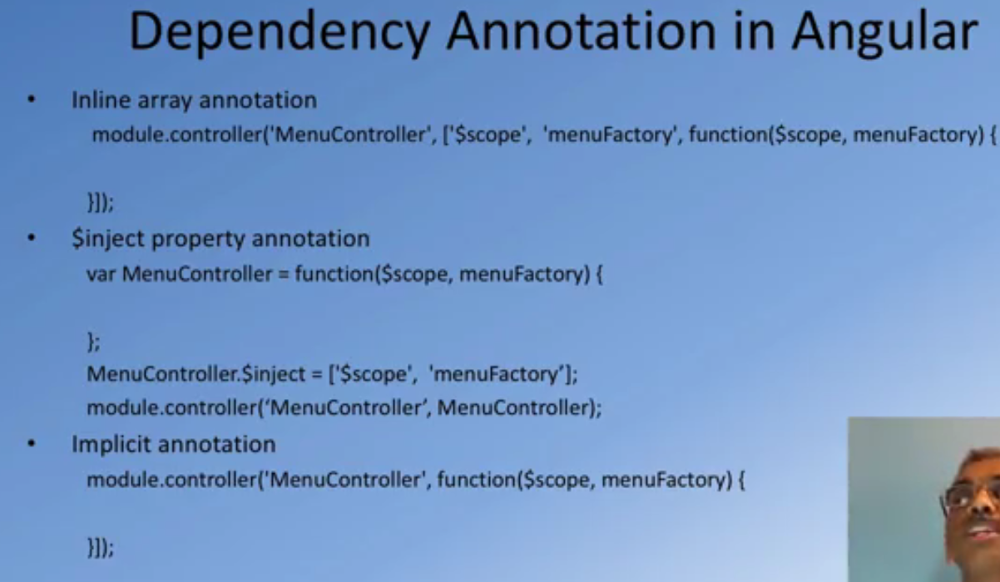 Dependency Annotation in Angular
• Inline array annotation
module.controller('MenuController', ['$scope', 'menuFactory', function($scope, menuFactory) {
}]);
• $inject property annotation
var MenuController = function($scope, menuFactory) {
};
MenuController.$inject = ['$scope', 'menuFactory’];
module.controller(‘MenuController’, MenuController);
• Implicit annotation
module.controller('MenuController', function($scope, menuFactory) {
}]);